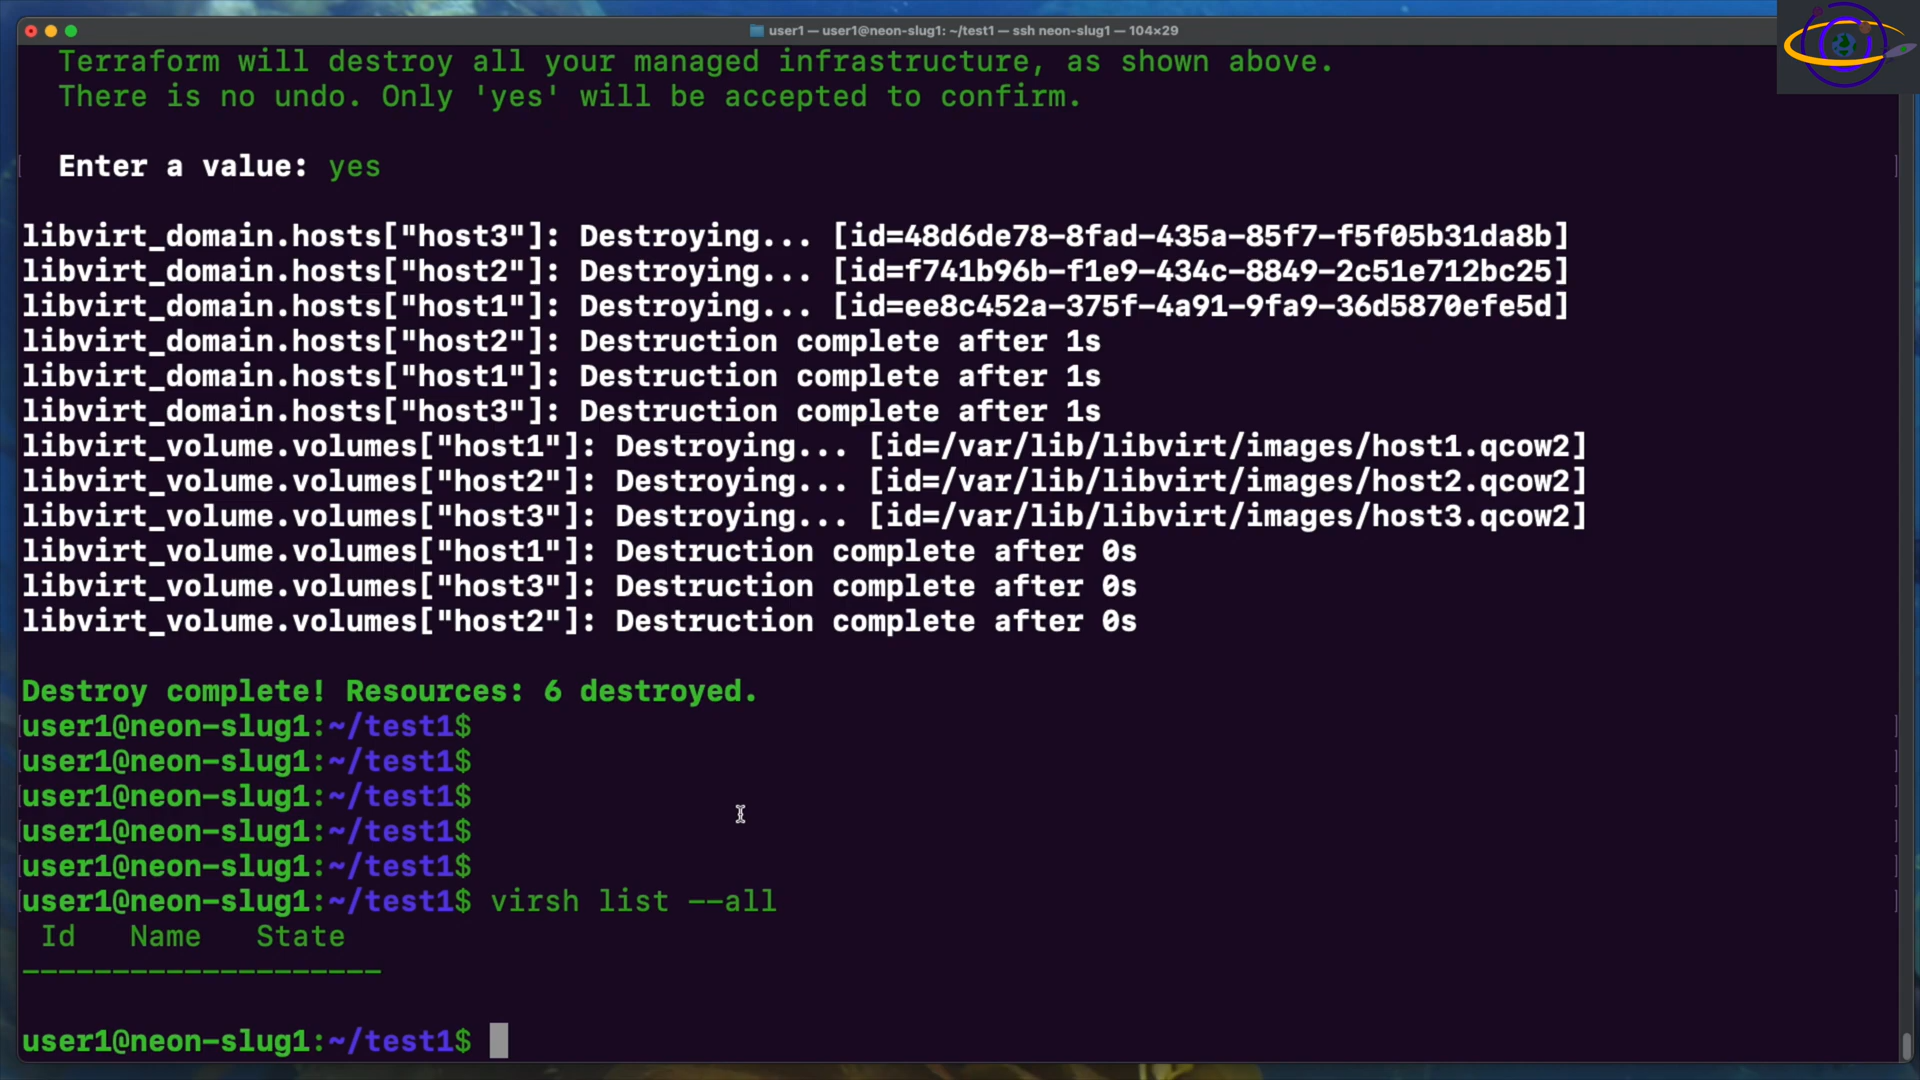 user1 — user1@neon-slug1: ~/test1 — ssh neon-slug1 — 104×29
Terraform will destroy all your managed infrastructure, as shown above.
There is no undo. Only 'yes' will be accepted to confirm.
Enter a value: yes
libvirt_domain.hosts["host3"]: Destroying... [id=48d6de78-8fad-435a-85f7-f5f05b31da8b]
libvirt_domain.hosts["host2"]: Destroying... [id=f741b96b-f1e9-434c-8849-2c51e712bc25]
libvirt_domain.hosts["host1"]: Destroying... [id=ee8c452a-375f-4a91-9fa9-36d5870efe5d]
libvirt_domain.hosts["host2"]: Destruction complete after 1s
libvirt_domain.hosts["host1"]: Destruction complete after 1s
libvirt_domain.hosts["host3"]: Destruction complete after 1s
libvirt_volume.volumes["host1"]: Destroying... [id=/var/lib/libvirt/images/host1.qcow2]
libvirt_volume.volumes["host2"]: Destroying... [id=/var/lib/libvirt/images/host2.qcow2]
libvirt_volume.volumes["host3"]: Destroying... [id=/var/lib/libvirt/images/host3.qcow2]
libvirt_volume.volumes["host1"]: Destruction complete after 0s
libvirt_volume.volumes["host3"]: Destruction complete after 0s
libvirt_volume.volumes["host2"]: Destruction complete after 0s
Destroy complete! Resources: 6 destroyed.
user1@neon-slug1:~/test1$
user1@neon-slug1:~/test1$
user1@neon-slug1:~/test1$
user1@neon-slug1:~/test1$
user1@neon-slug1:~/test1$
user1@neon-slug1:~/test1$ virsh list --all
Id Name State
--------------------
user1@neon-slug1:~/test1$